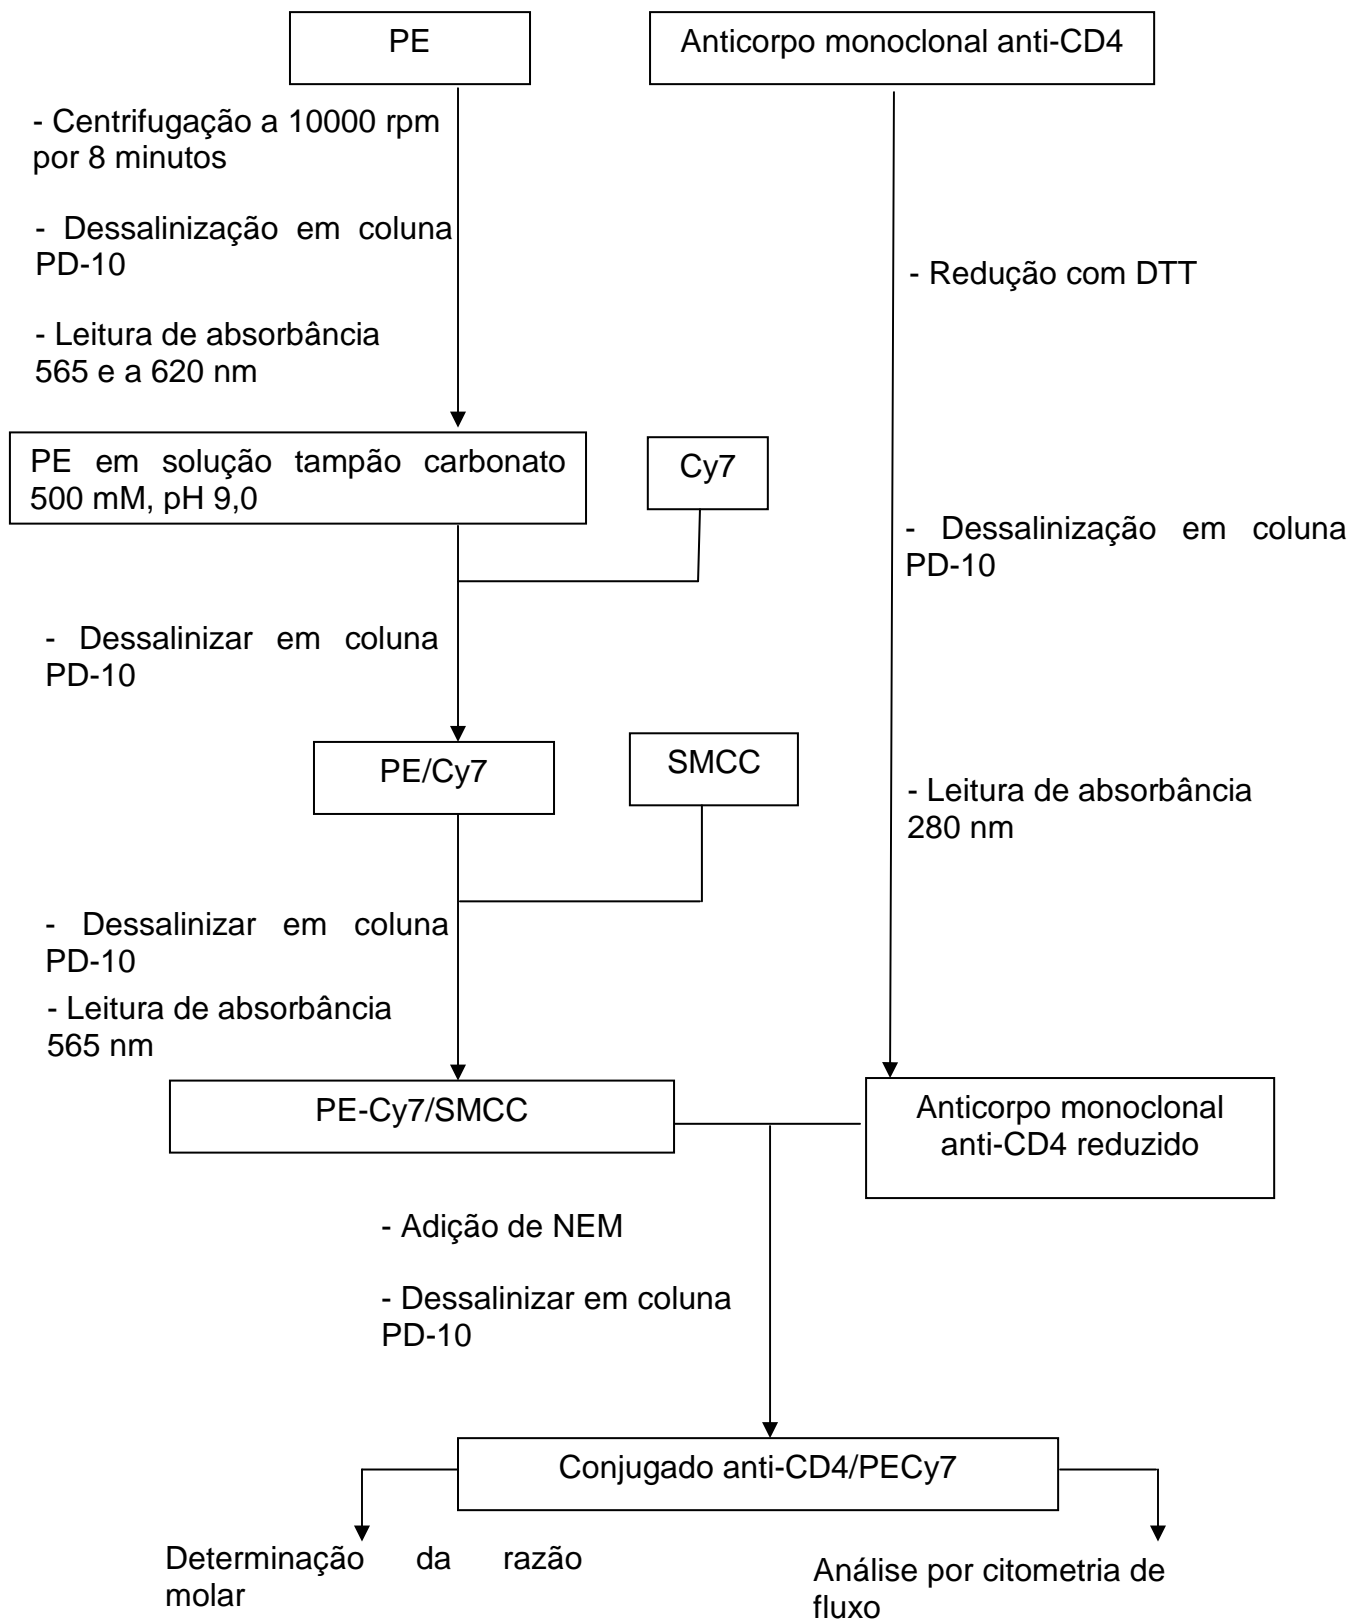 PE
Anticorpo monoclonal anti-CD4
- Centrifugação a 10000 rpm
por 8 minutos
- Dessalinização em coluna
PD-10
- Redução com DTT
- Leitura de absorbância
565 e a 620 nm
PE em solução tampão carbonato
500 mM, pH 9,0
Cy7
- Dessalinização em coluna
PD-10
- Dessalinizar em coluna
PD-10
PE/Cy7
SMCC
- Leitura de absorbância
280 nm
- Dessalinizar em coluna
PD-10
- Leitura de absorbância
565 nm
PE-Cy7/SMCC
Anticorpo monoclonal
anti-CD4 reduzido
- Adição de NEM
- Dessalinizar em coluna
PD-10
Conjugado anti-CD4/PECy7
Determinação da razão
molar
Análise por citometria de
fluxo